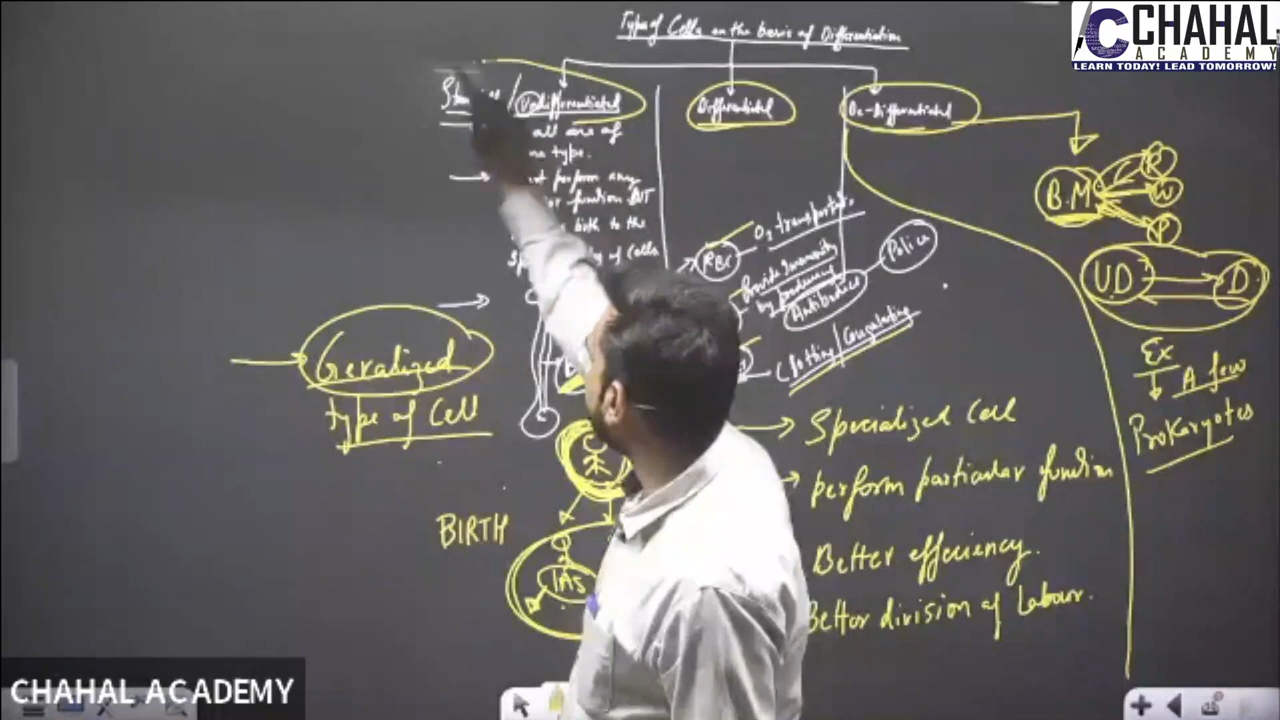 CHAHAL
ACADEMY
LEARN TODAY! LEAD TOMORROW!
Types of Cells on the basis of Differentiation
/ Undifferentiated
all are of
type.
perform any
function BUT
birth to the
of cells
Differentiated
De-Differentiated
RBC
O₂ transportatn
Provide Immunity
by producing
Antibodies
Police
Clotting / Coagulation
B.M
R
W
P
U.D
D.
Ex
A few
Prokaryotes
Geralized
type of Cell
BIRTH
IAS
Specialized Cell
perform particular function
Better efficiency.
Better division of Labour.
CHAHAL ACADEMY